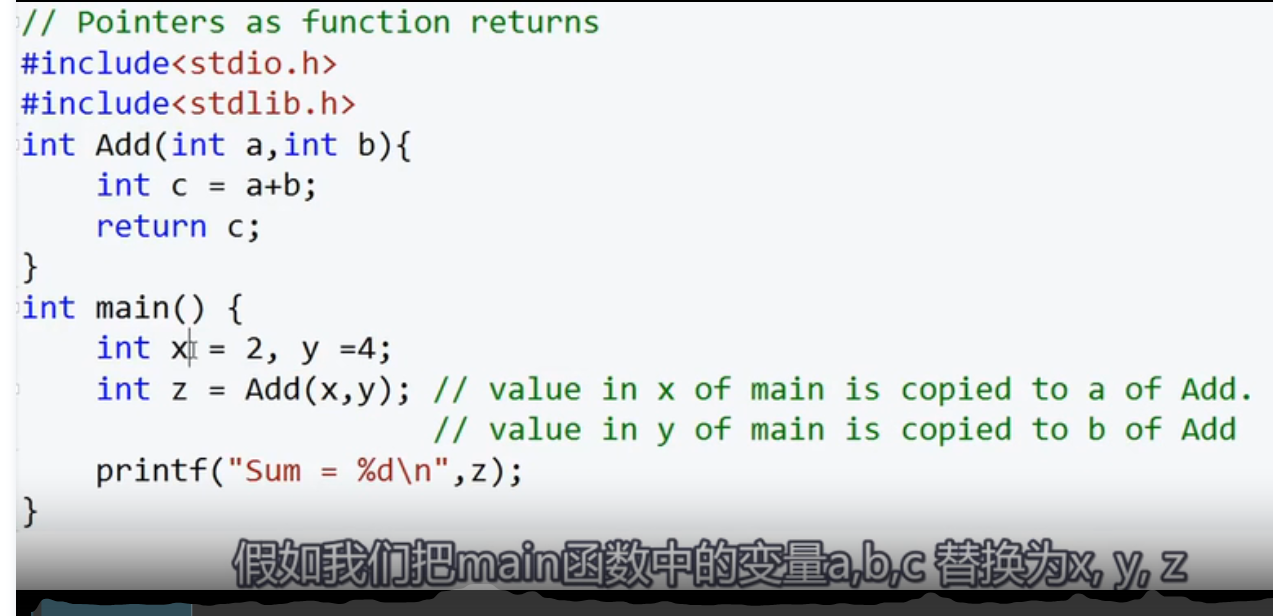 // Pointers as function returns
#include<stdio.h>
#include<stdlib.h>
int Add(int a,int b){
    int c = a+b;
    return c;
}
int main() {
    int x = 2, y =4;
    int z = Add(x,y); // value in x of main is copied to a of Add.
                      // value in y of main is copied to b of Add
    printf("Sum = %d\n",z);
}
假如我们把main函数中的变量a,b,c 替换为x, y, z